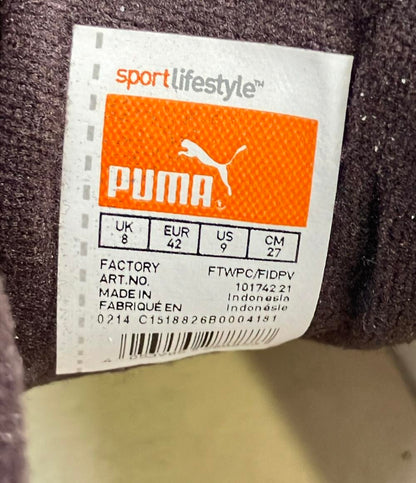 sportlifestyle™
PUMA®
UK EUR US CM
8 42 9 27
FACTORY FTWPC/FIDPV
ART.NO. 101742 21
MADE IN Indonesia
FABRIQUÉ EN Indonésie
0214 C1518826B0004181